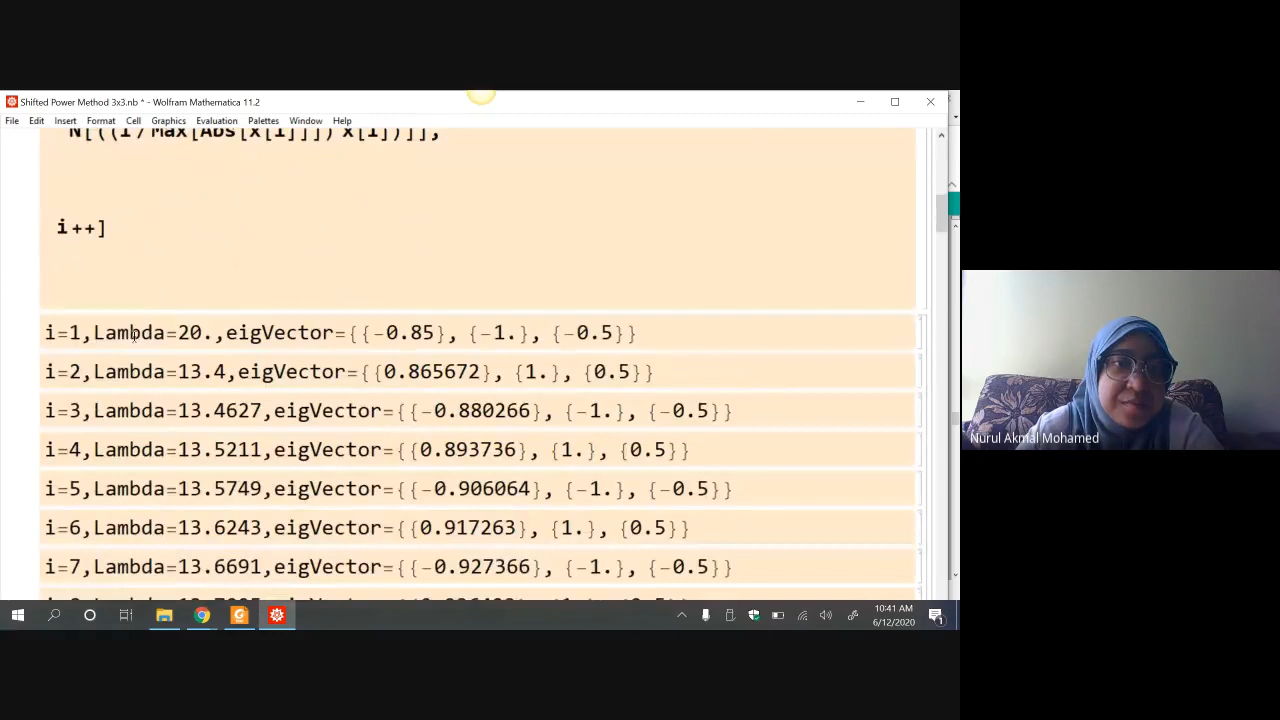 Shifted Power Method 3x3.nb * - Wolfram Mathematica 11.2
File Edit Insert Format Cell Graphics Evaluation Palettes Window Help
N[((1/Max[Abs[x[i]]]) x[i])]],
i++]
i=1,Lambda=20.,eigVector={{-0.85}, {-1.}, {-0.5}}
i=2,Lambda=13.4,eigVector={{0.865672}, {1.}, {0.5}}
i=3,Lambda=13.4627,eigVector={{-0.880266}, {-1.}, {-0.5}}
i=4,Lambda=13.5211,eigVector={{0.893736}, {1.}, {0.5}}
i=5,Lambda=13.5749,eigVector={{-0.906064}, {-1.}, {-0.5}}
i=6,Lambda=13.6243,eigVector={{0.917263}, {1.}, {0.5}}
i=7,Lambda=13.6691,eigVector={{-0.927366}, {-1.}, {-0.5}}
Nurul Akmal Mohamed
10:41 AM
6/12/2020